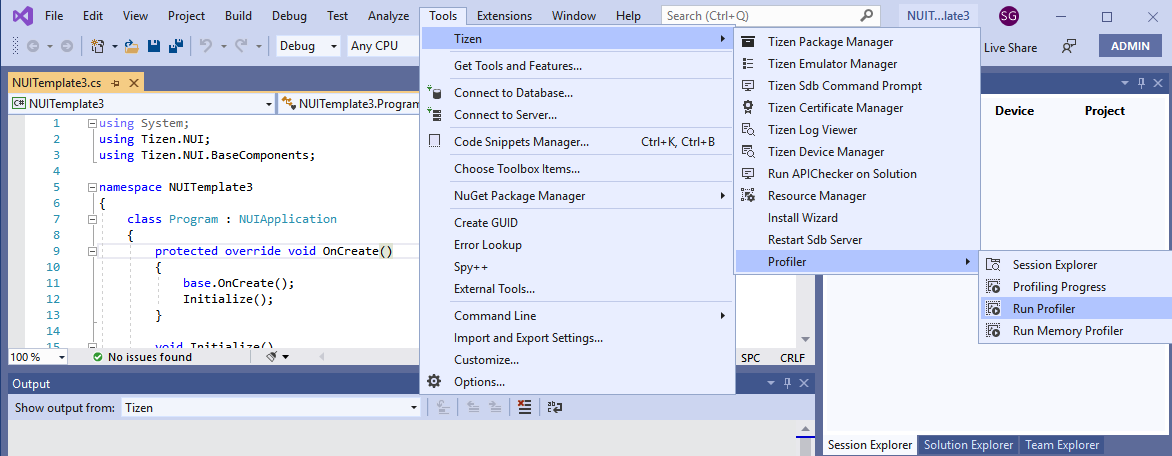 File Edit View Project Build Debug Test Analyze Tools Extensions Window Help Search (Ctrl+Q) NUIT...late3 SG
Debug Any CPU Live Share ADMIN
NUITemplate3.cs
C# NUITemplate3 NUITemplate3.Program
1 using System;
2 using Tizen.NUI;
3 using Tizen.NUI.BaseComponents;
4
5 namespace NUITemplate3
6 {
7 class Program : NUIApplication
8 {
9 protected override void OnCreate()
10 {
11 base.OnCreate();
12 Initialize();
13 }
14
15 void Initialize()
100 % No issues found SPC CRLF
Output
Show output from: Tizen
Tizen
Get Tools and Features...
Connect to Database...
Connect to Server...
Code Snippets Manager... Ctrl+K, Ctrl+B
Choose Toolbox Items...
NuGet Package Manager
Create GUID
Error Lookup
Spy++
External Tools...
Command Line
Import and Export Settings...
Customize...
Options...
Tizen Package Manager
Tizen Emulator Manager
Tizen Sdb Command Prompt
Tizen Certificate Manager
Tizen Log Viewer
Tizen Device Manager
Run APIChecker on Solution
Resource Manager
Install Wizard
Restart Sdb Server
Profiler
Session Explorer
Profiling Progress
Run Profiler
Run Memory Profiler
Device Project
Session Explorer Solution Explorer Team Explorer